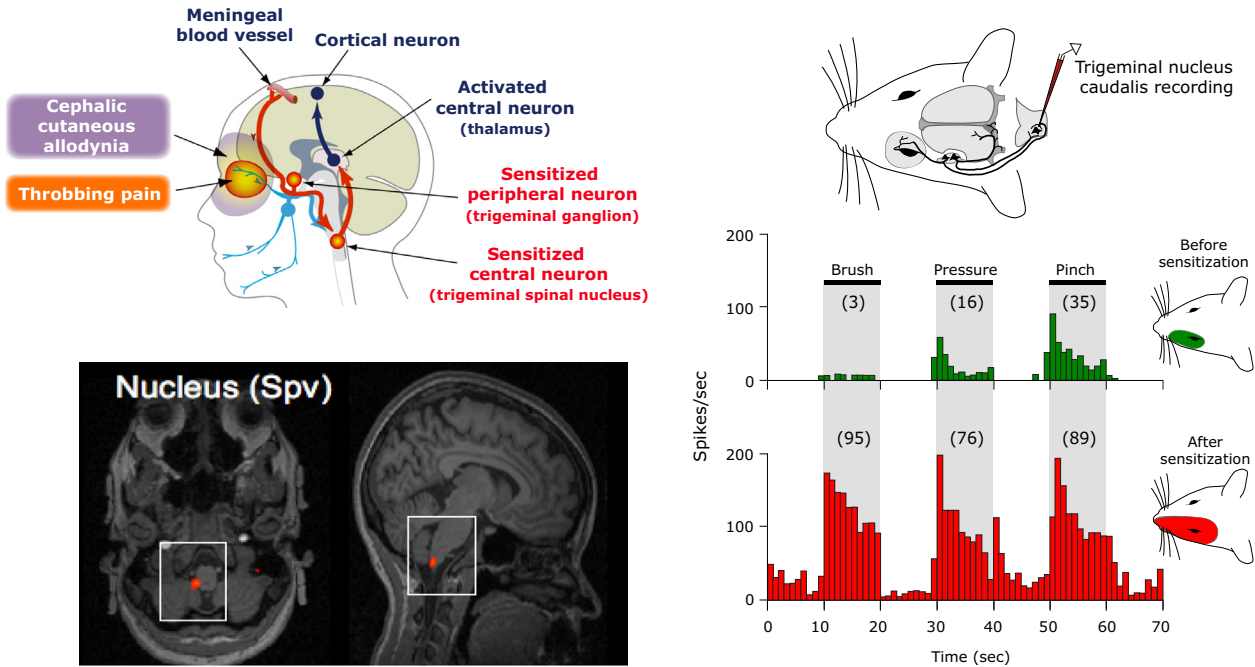 Meningeal
blood vessel
Cortical neuron
Activated
central neuron
(thalamus)
Cephalic
cutaneous
allodynia
Throbbing pain
Sensitized
peripheral neuron
(trigeminal ganglion)
Sensitized
central neuron
(trigeminal spinal nucleus)
Nucleus (Spv)
Trigeminal nucleus
caudalis recording
200
100
0
Brush
Pressure
Pinch
(3)
(16)
(35)
Before
sensitization
Spikes/sec
200
100
0
(95)
(76)
(89)
After
sensitization
0 10 20 30 40 50 60 70
Time (sec)